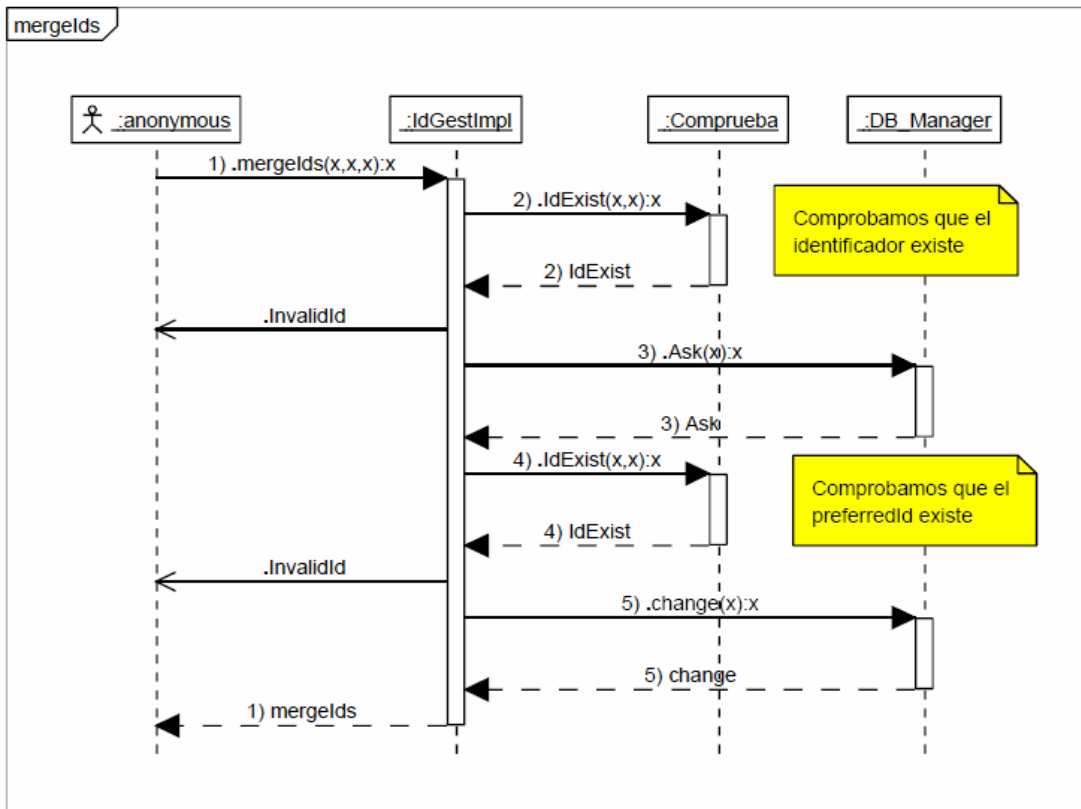 mergeIds
:anonymous
:IdGestImpl
:Comprueba
:DB_Manager
1) .mergeIds(x,x,x):x
2) .IdExist(x,x):x
Comprobamos que el
identificador existe
2) IdExist
.InvalidId
3) .Ask(x):x
3) Ask
4) .IdExist(x,x):x
Comprobamos que el
preferredId existe
4) IdExist
.InvalidId
5) .change(x):x
5) change
1) mergeIds